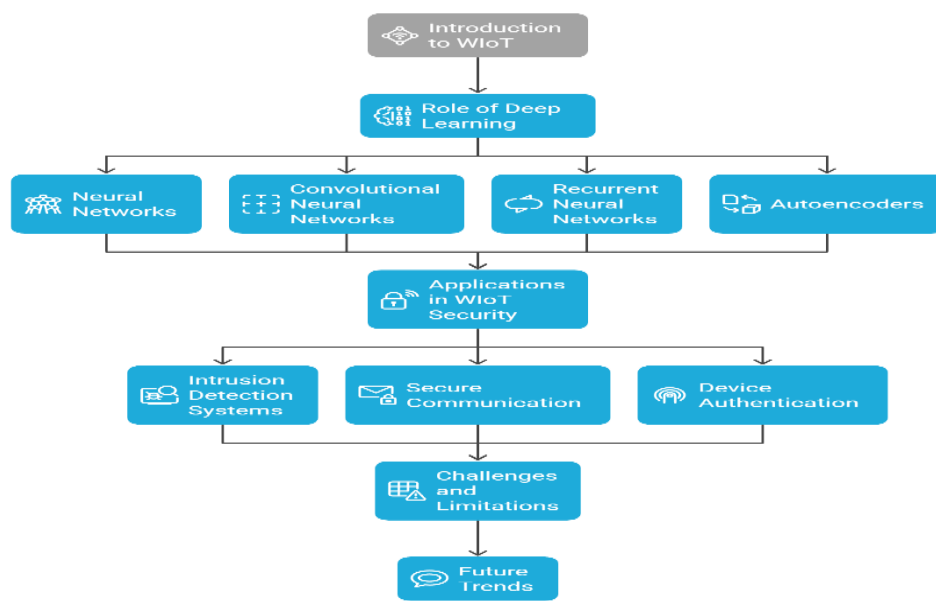 Introduction
to WIoT
Role of Deep
Learning
Neural
Networks
Convolutional
Neural
Networks
Recurrent
Neural
Networks
Autoencoders
Applications
in WIoT
Security
Intrusion
Detection
Systems
Secure
Communication
Device
Authentication
Challenges
and
Limitations
Future
Trends